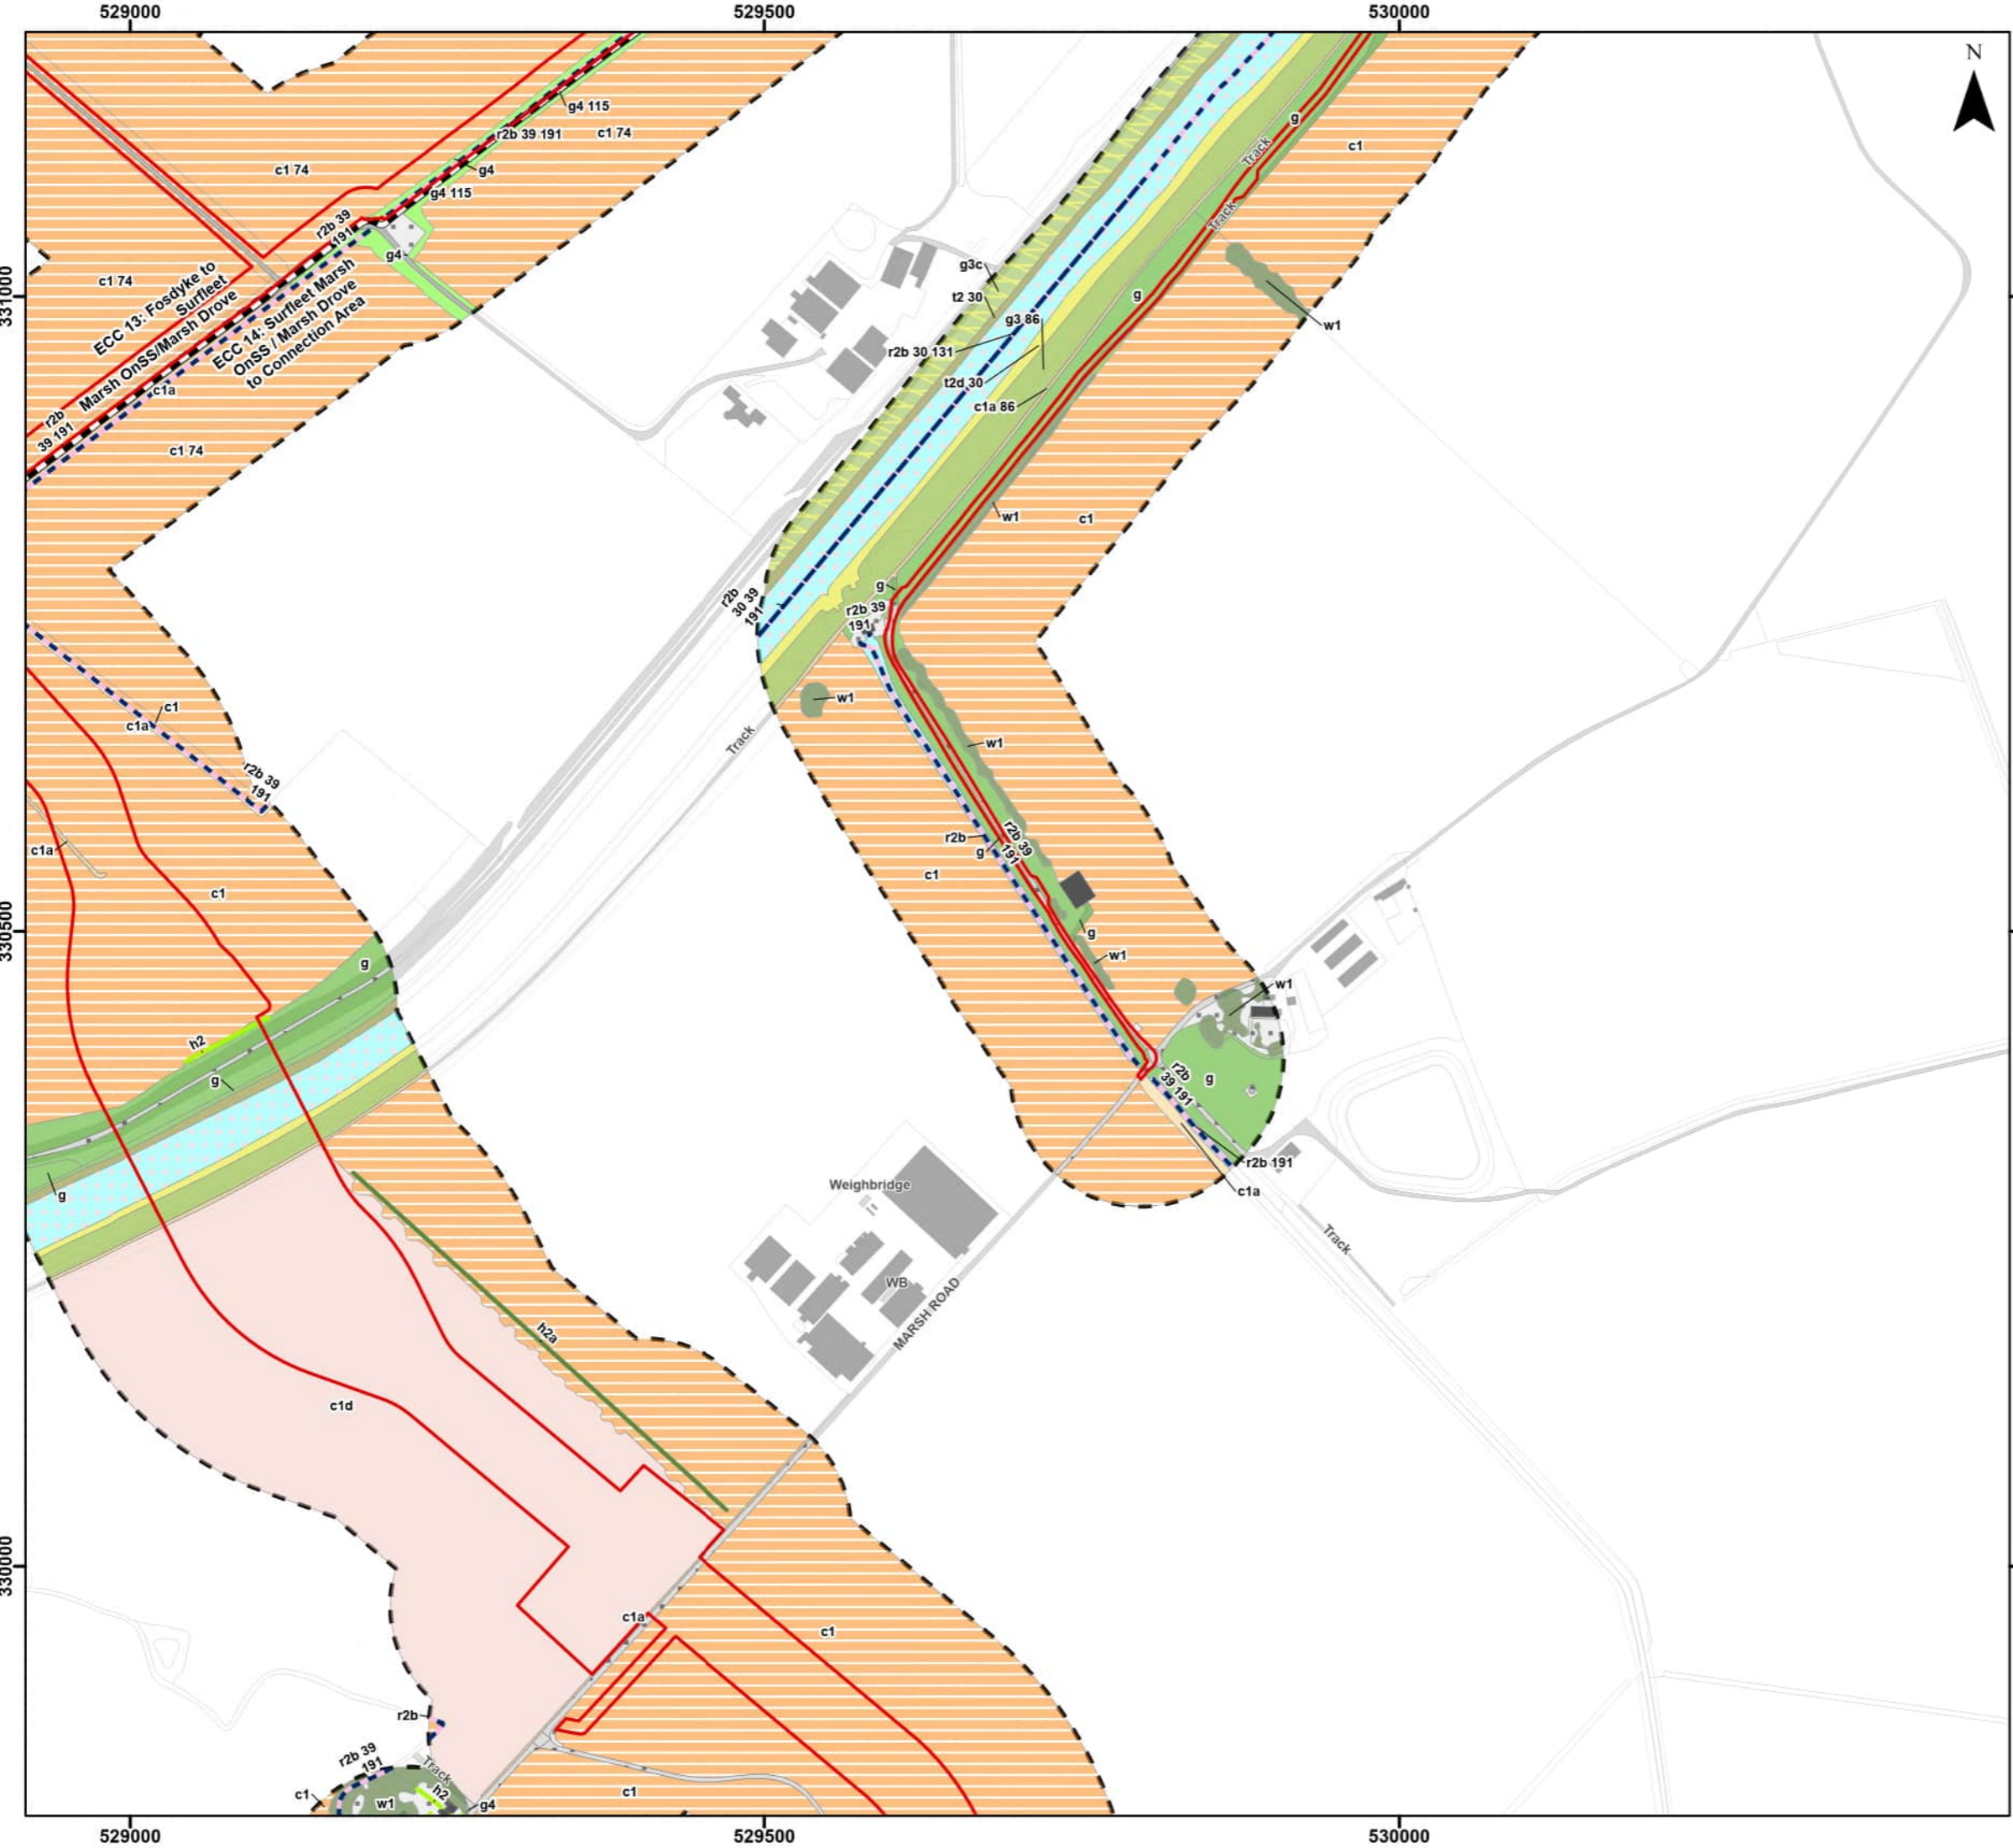 529000
529500
530000
N
g4 115
g
r2b 39 191
c1 74
Track
c1
c1 74
g4
g4 115
Track
r2b 39
191
g4
g3c
c1 74
ECC 13: Fosdyke to
Surfleet
Marsh OnSS/Marsh Drove
ECC 14: Surfleet Marsh
OnSS / Marsh Drove
to Connection Area
t2 30
g
331000
g3 86
w1
r2b 30 131
t2d 30
c1a
c1a 86
r2b
39 191
c1 74
w1
c1
g
r2b
30 39
191
r2b 39
191
w1
c1
c1a
Track
w1
r2b 39
191
r2b
g
r2b 39
191
c1a
c1
c1
g
330500
w1
g
w1
h2
g
r2b
39 191
g
r2b 191
g
c1a
Weighbridge
Track
WB
MARSH ROAD
h2a
c1d
330000
c1a
c1
r2b
r2b 39
191
Track
c1
w1
h2
g4
c1
529000
529500
530000